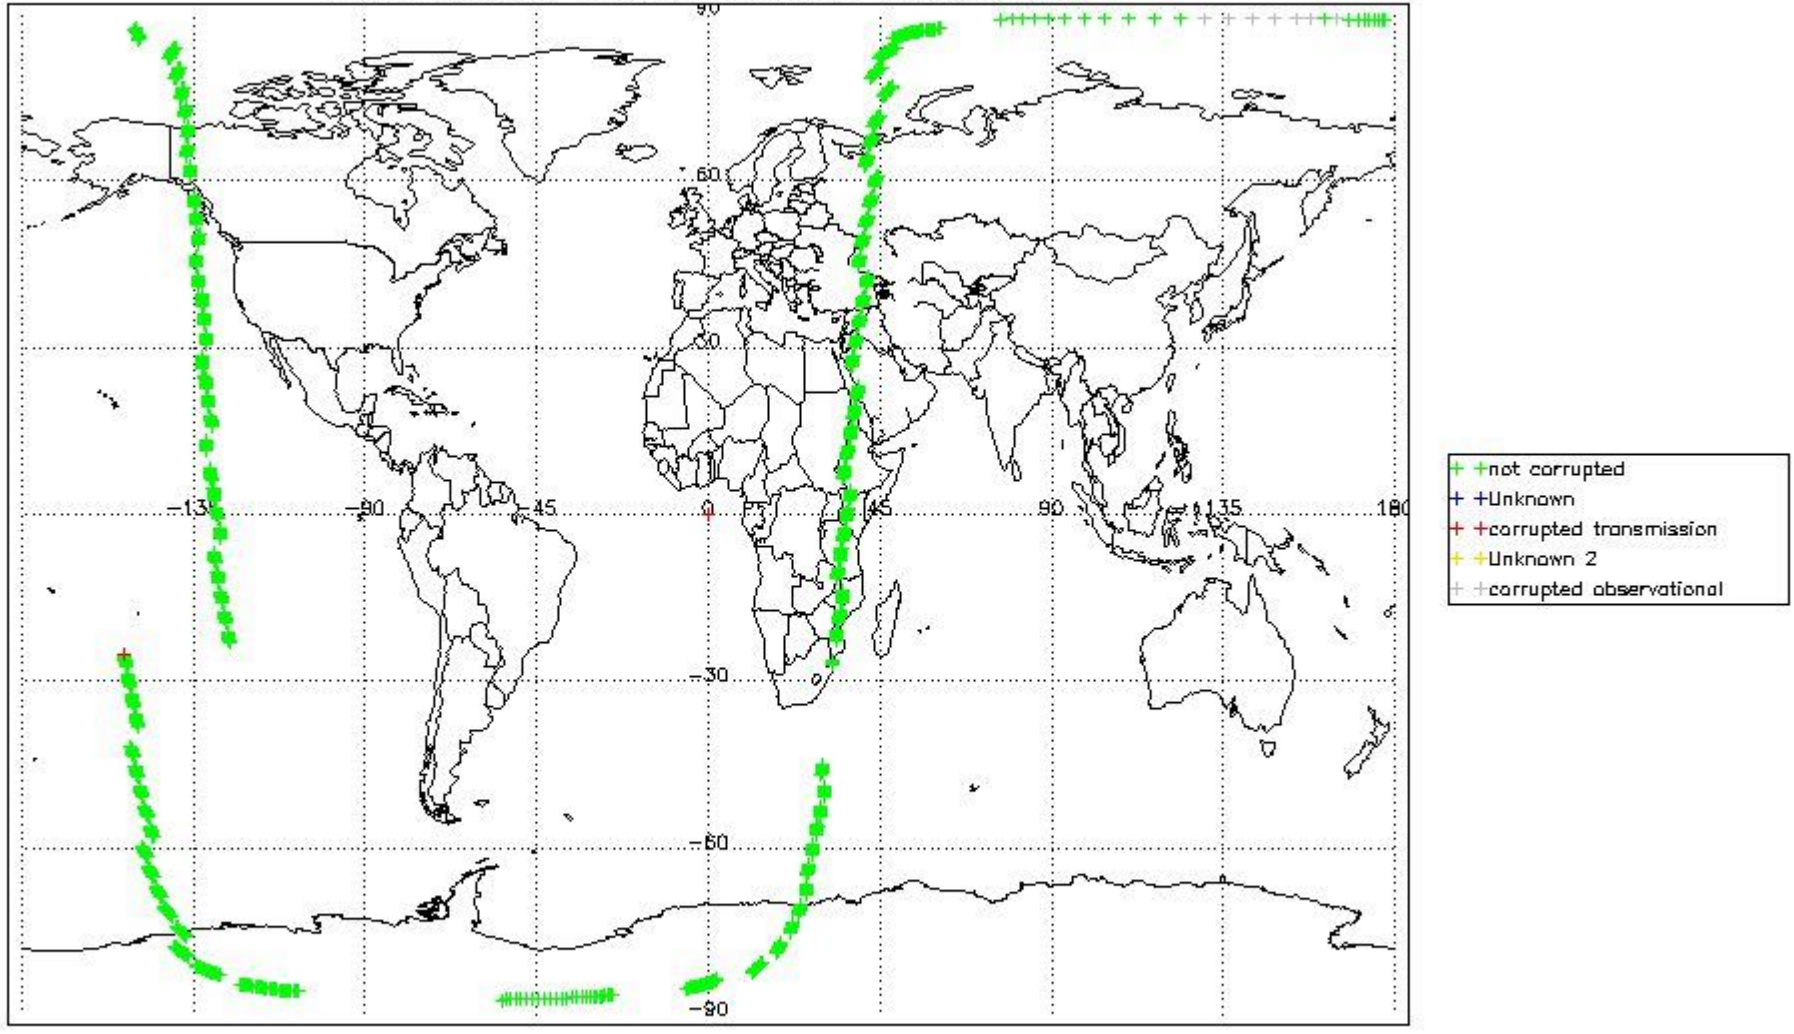 90
60
30
-135 -90 -45 0 45 90 135 180
-30
-60
-90
not corrupted
Unknown
corrupted transmission
Unknown 2
corrupted observational